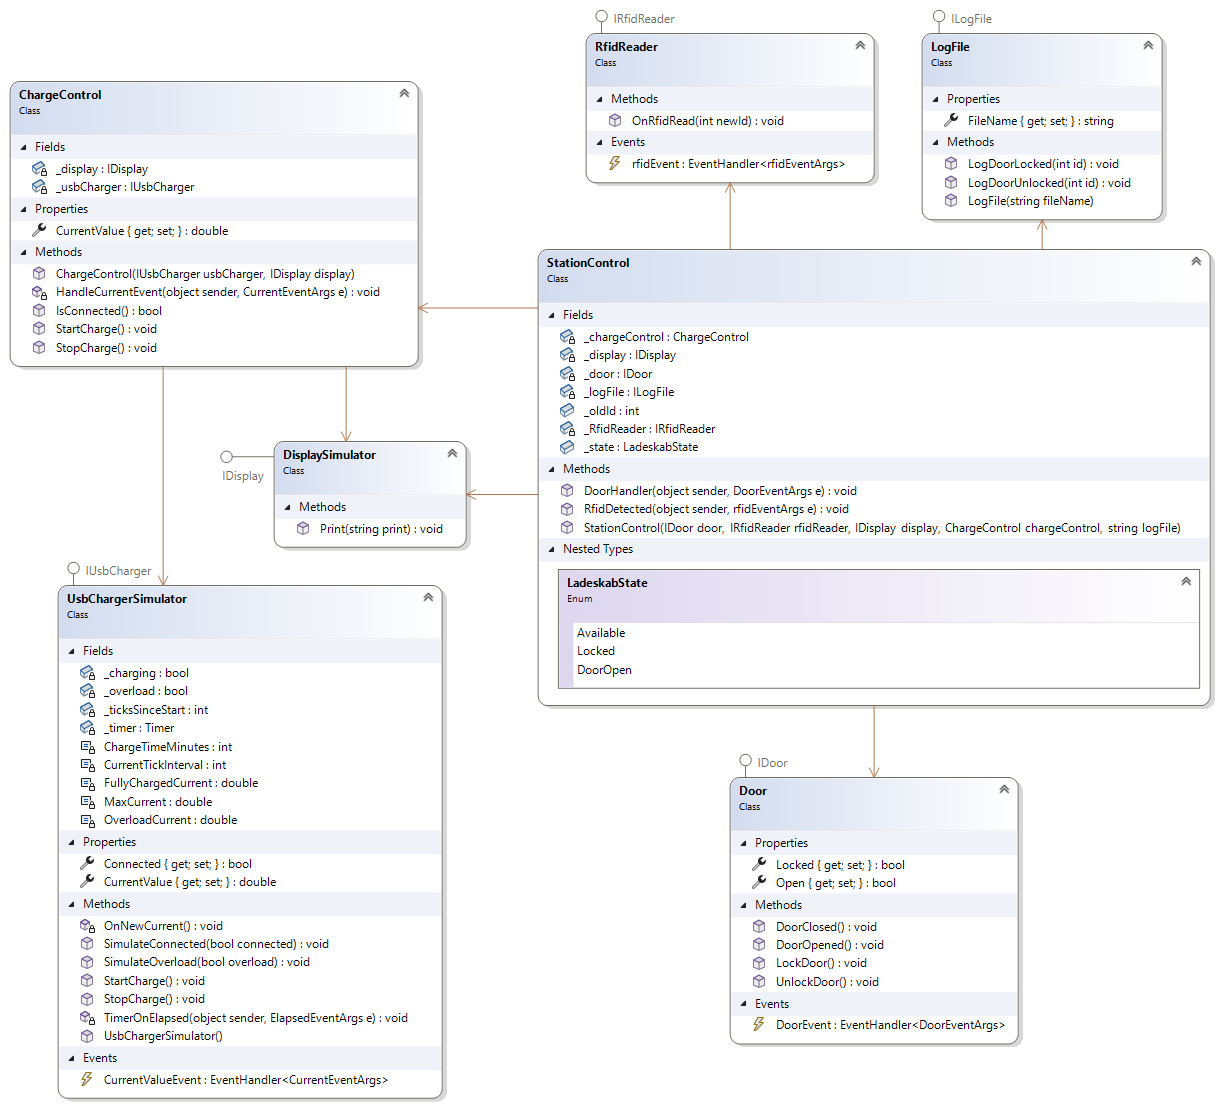 IRfidReader
RfidReader
Class
Methods
OnRfidRead(int newId) : void
Events
rfidEvent : EventHandler<rfidEventArgs>
ILogFile
LogFile
Class
Properties
FileName { get; set; } : string
Methods
LogDoorLocked(int id) : void
LogDoorUnlocked(int id) : void
LogFile(string fileName)
ChargeControl
Class
Fields
_display : IDisplay
_usbCharger : IUsbCharger
Properties
CurrentValue { get; set; } : double
Methods
ChargeControl(IUsbCharger usbCharger, IDisplay display)
HandleCurrentEvent(object sender, CurrentEventArgs e) : void
IsConnected() : bool
StartCharge() : void
StopCharge() : void
StationControl
Class
Fields
_chargeControl : ChargeControl
_display : IDisplay
_door : IDoor
_logFile : ILogFile
_oldId : int
_RfidReader : IRfidReader
_state : LadeskabState
Methods
DoorHandler(object sender, DoorEventArgs e) : void
RfidDetected(object sender, rfidEventArgs e) : void
StationControl(IDoor door, IRfidReader rfidReader, IDisplay display, ChargeControl chargeControl, string logFile)
Nested Types
LadeskabState
Enum
Available
Locked
DoorOpen
IDisplay
DisplaySimulator
Class
Methods
Print(string print) : void
IUsbCharger
UsbChargerSimulator
Class
Fields
_charging : bool
_overload : bool
_ticksSinceStart : int
_timer : Timer
ChargeTimeMinutes : int
CurrentTickInterval : int
FullyChargedCurrent : double
MaxCurrent : double
OverloadCurrent : double
Properties
Connected { get; set; } : bool
CurrentValue { get; set; } : double
Methods
OnNewCurrent() : void
SimulateConnected(bool connected) : void
SimulateOverload(bool overload) : void
StartCharge() : void
StopCharge() : void
TimerOnElapsed(object sender, ElapsedEventArgs e) : void
UsbChargerSimulator()
Events
CurrentValueEvent : EventHandler<CurrentEventArgs>
IDoor
Door
Class
Properties
Locked { get; set; } : bool
Open { get; set; } : bool
Methods
DoorClosed() : void
DoorOpened() : void
LockDoor() : void
UnlockDoor() : void
Events
DoorEvent : EventHandler<DoorEventArgs>